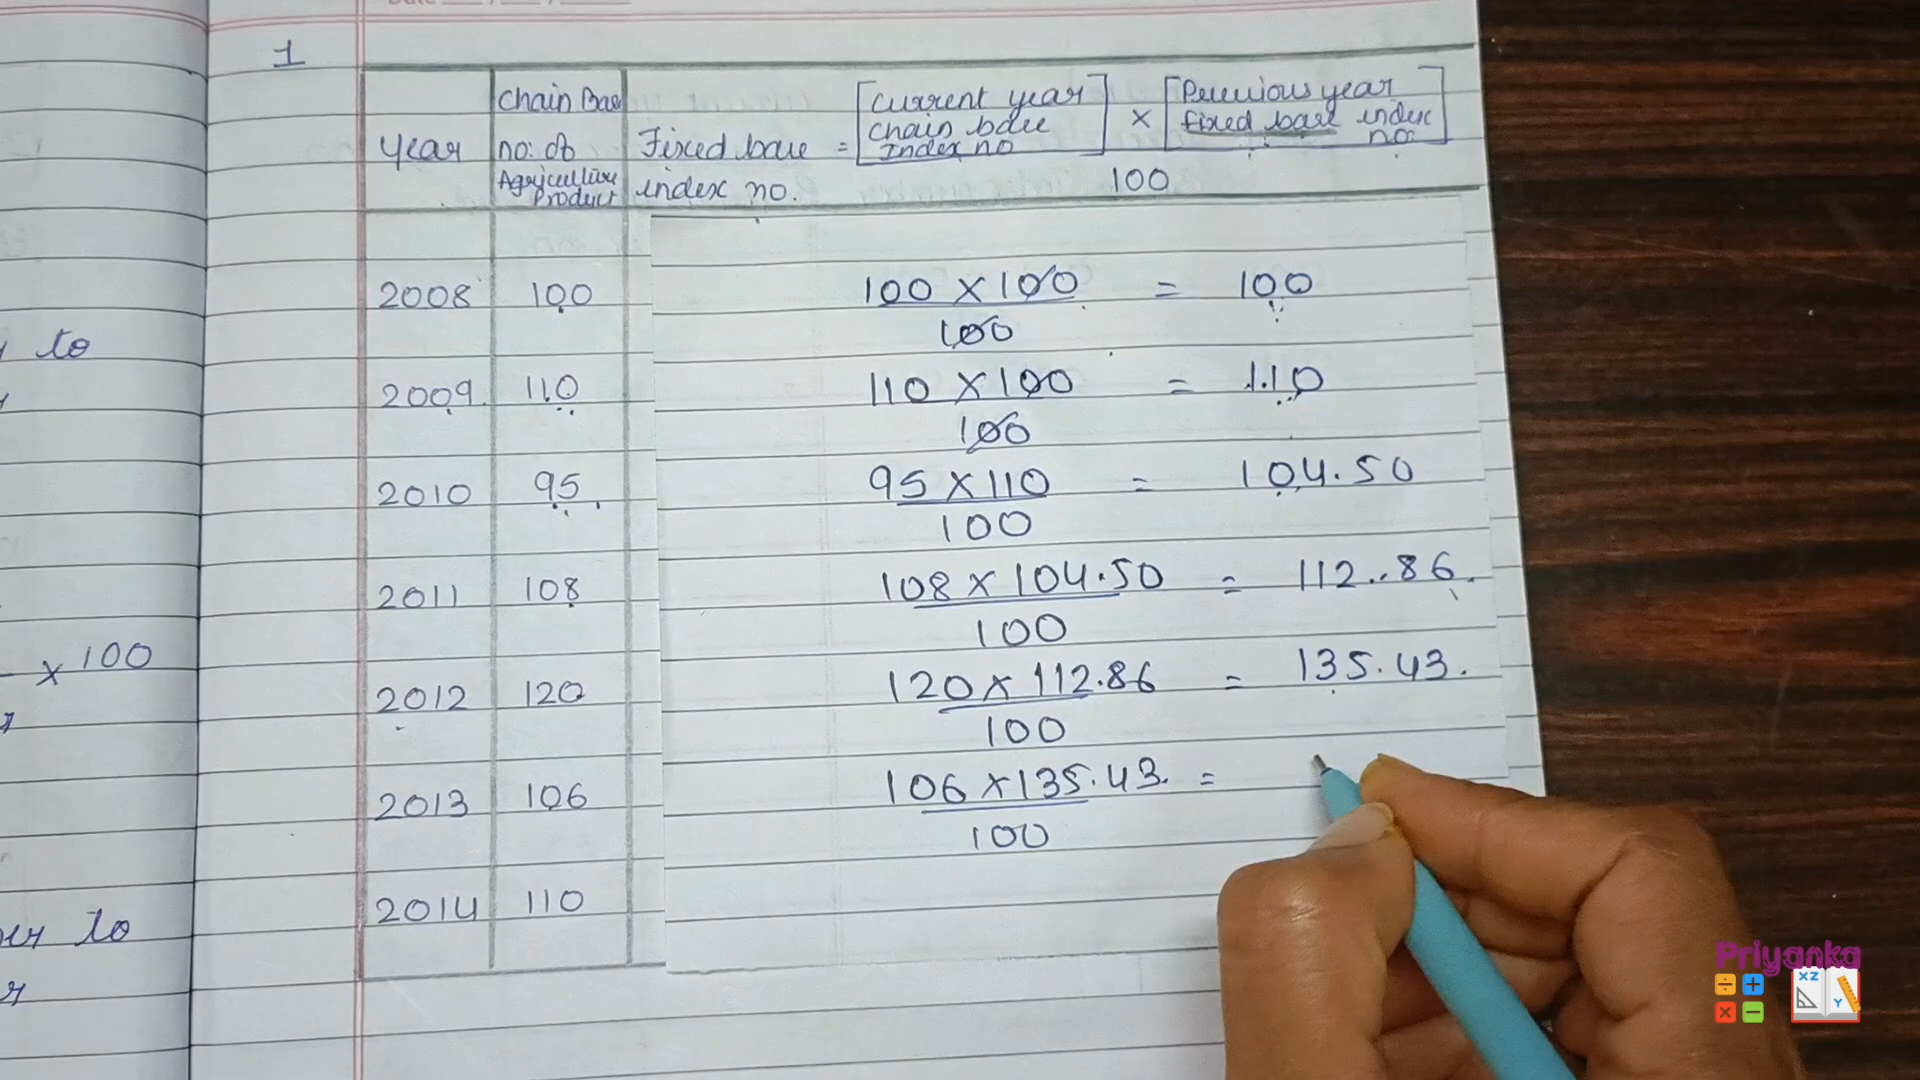 Date
1
Year
Chain Base
no: of
Agriculture
Product
Fixed base
index no.
=
Current year
Chain base
Index no
×
Previous year
fixed base index
no:
100
2008 100 100 × 100 = 100
100
2009. 110 110 × 100 = 110
100
2010 95 95 × 110 = 104.50
100
2011 108 108 × 104.50 = 112.86
100
2012 120 120 × 112.86 = 135.43.
100
2013 106 106 × 135.43. =
100
2014 110
to
× 100
to
Priyanka
XZ
Y